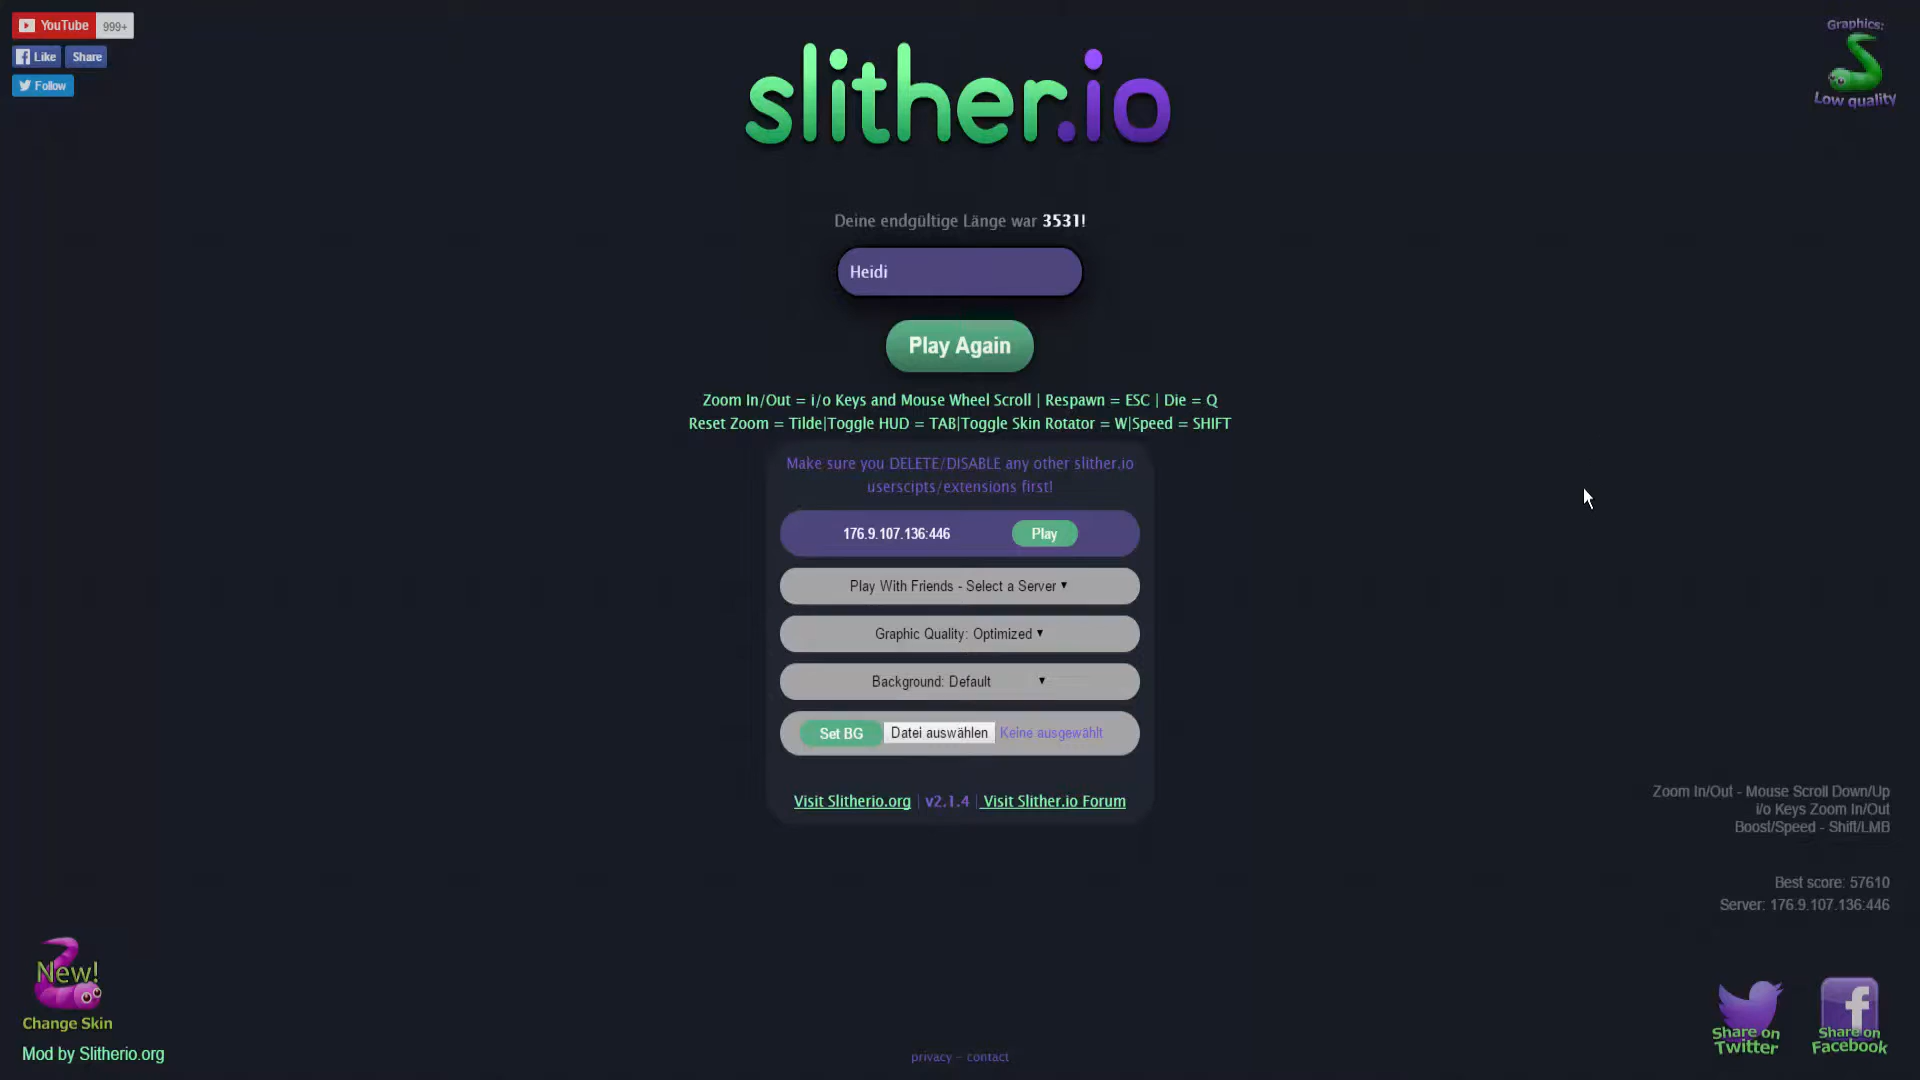 YouTube 999+
Like Share
Follow
Graphics:
Low quality
slither.io
Deine endgültige Länge war 3531!
Heidi
Play Again
Zoom In/Out = i/o Keys and Mouse Wheel Scroll | Respawn = ESC | Die = Q
Reset Zoom = Tilde|Toggle HUD = TAB|Toggle Skin Rotator = W|Speed = SHIFT
Make sure you DELETE/DISABLE any other slither.io
userscipts/extensions first!
176.9.107.136:446 Play
Play With Friends - Select a Server
Graphic Quality: Optimized
Background: Default
Set BG Datei auswählen Keine ausgewählt
Visit Slitherio.org | v2.1.4 | Visit Slither.io Forum
Zoom In/Out - Mouse Scroll Down/Up
i/o Keys Zoom In/Out
Boost/Speed - Shift/LMB
Best score: 57610
Server: 176.9.107.136:446
New!
Change Skin
Mod by Slitherio.org
privacy - contact
Share on
Twitter
Share on
Facebook